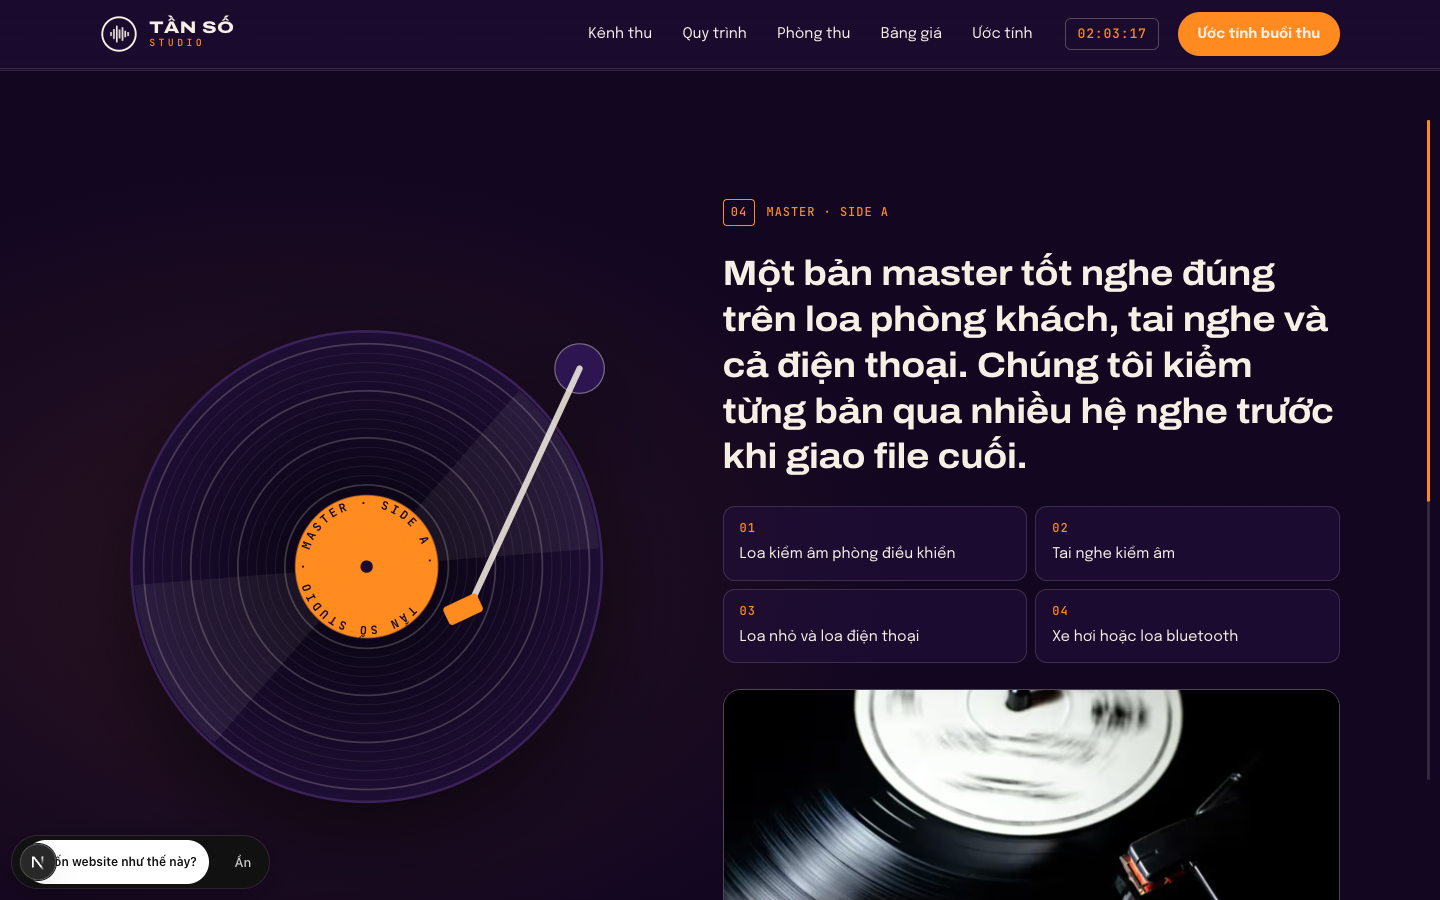 TẦN SỐ
STUDIO
Kênh thu
Quy trình
Phòng thu
Bảng giá
Ước tính
02:03:17
Ước tính buổi thu
04 MASTER · SIDE A
Một bản master tốt nghe đúng
trên loa phòng khách, tai nghe và
cả điện thoại. Chúng tôi kiểm
từng bản qua nhiều hệ nghe trước
khi giao file cuối.
01
Loa kiểm âm phòng điều khiển
02
Tai nghe kiểm âm
03
Loa nhỏ và loa điện thoại
04
Xe hơi hoặc loa bluetooth
· MASTER · SIDE A ·
TẦN SỐ STUDIO
N
website như thế này?
Ẩn